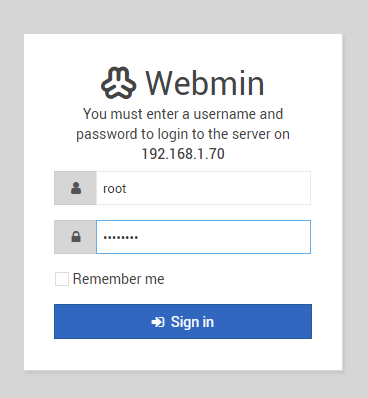 Webmin
You must enter a username and
password to login to the server on
192.168.1.70
root
••••••••
Remember me
Sign in